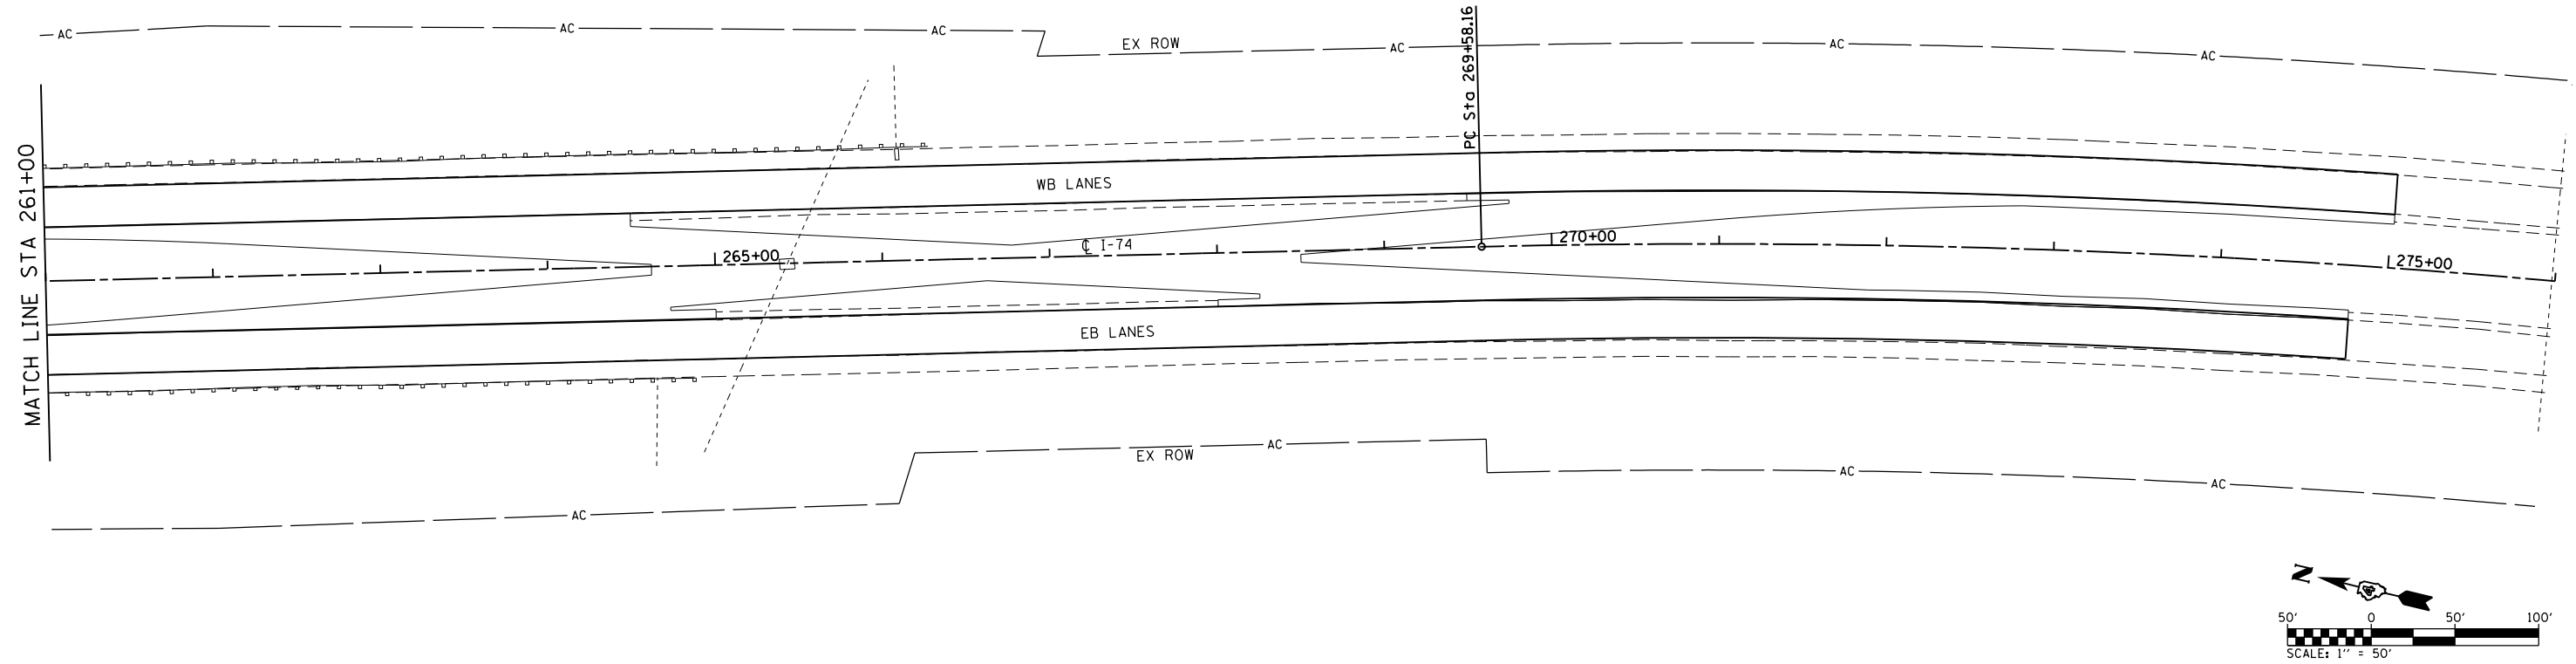 AC
AC
AC
EX ROW
AC
AC
AC
PC Sta 269+58.16
MATCH LINE STA 261+00
WB LANES
℄ I-74
265+00
270+00
275+00
EB LANES
AC
EX ROW
AC
AC
AC
N
50' 0 50' 100'
SCALE: 1'' = 50'